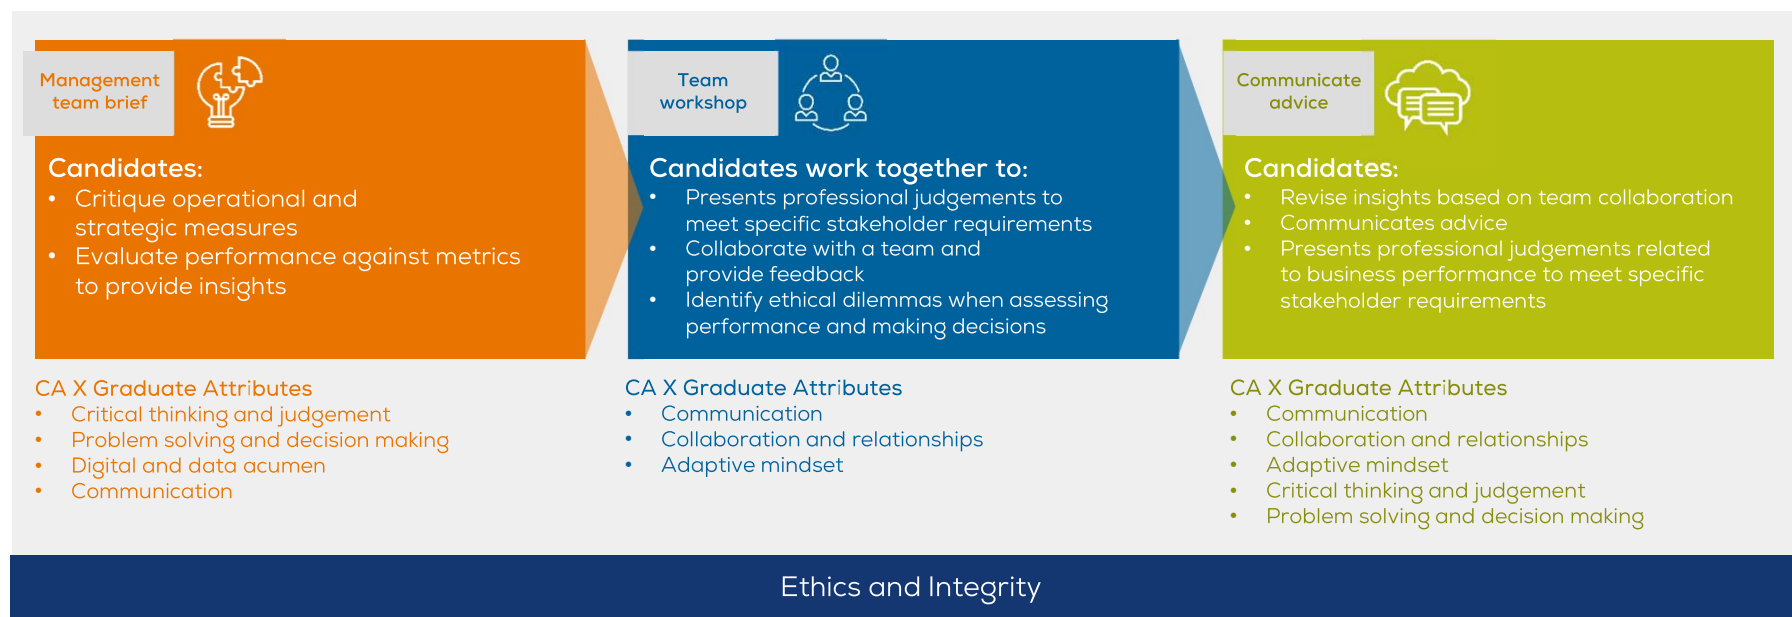 Management
team brief
Candidates:
• Critique operational and
strategic measures
• Evaluate performance against metrics
to provide insights
CA X Graduate Attributes
• Critical thinking and judgement
• Problem solving and decision making
• Digital and data acumen
• Communication
Team
workshop
Candidates work together to:
• Presents professional judgements to
meet specific stakeholder requirements
• Collaborate with a team and
provide feedback
• Identify ethical dilemmas when assessing
performance and making decisions
CA X Graduate Attributes
• Communication
• Collaboration and relationships
• Adaptive mindset
Communicate
advice
Candidates:
• Revise insights based on team collaboration
• Communicates advice
• Presents professional judgements related
to business performance to meet specific
stakeholder requirements
CA X Graduate Attributes
• Communication
• Collaboration and relationships
• Adaptive mindset
• Critical thinking and judgement
• Problem solving and decision making
Ethics and Integrity